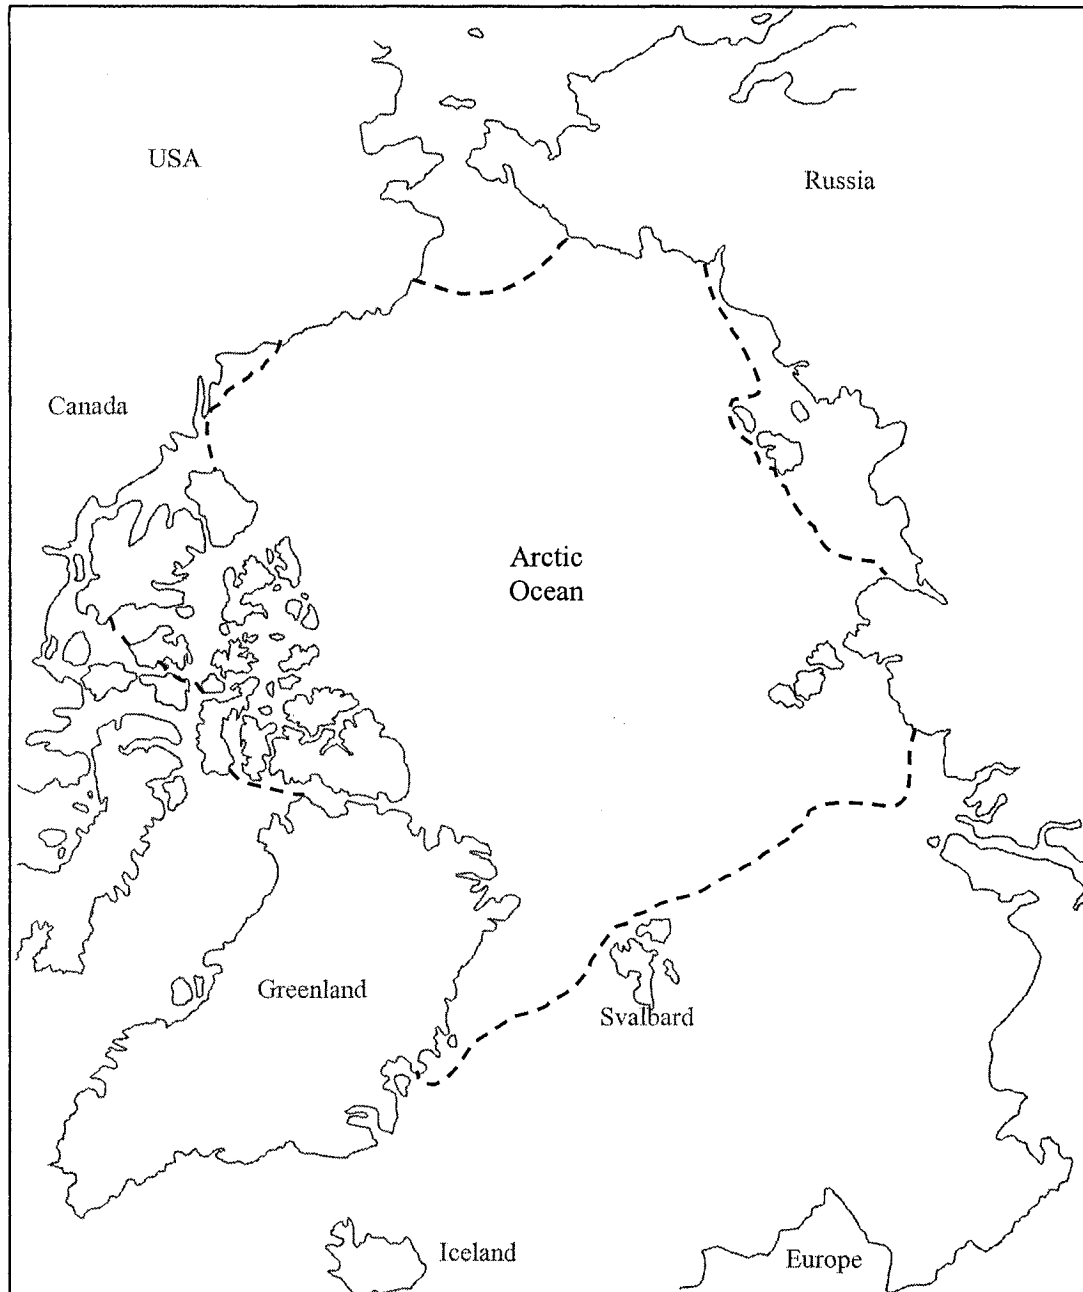 USA
Russia
Canada
Arctic
Ocean
Greenland
Svalbard
Iceland
Europe